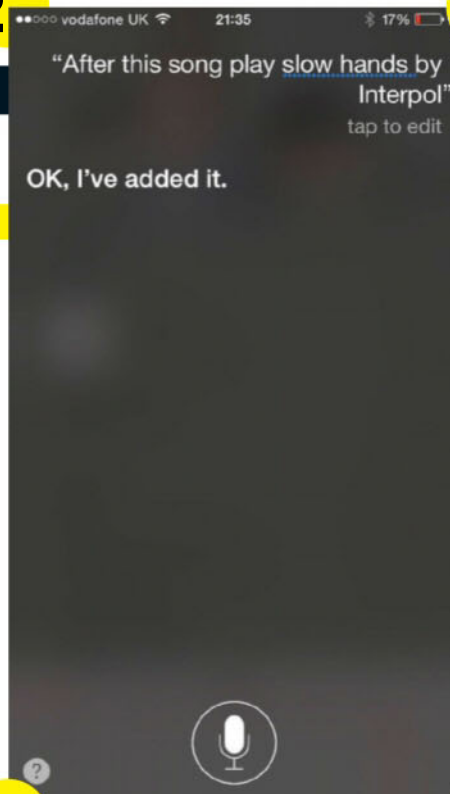 vodafone UK 21:35 17%
“After this song play slow hands by
Interpol”
tap to edit
OK, I've added it.
?